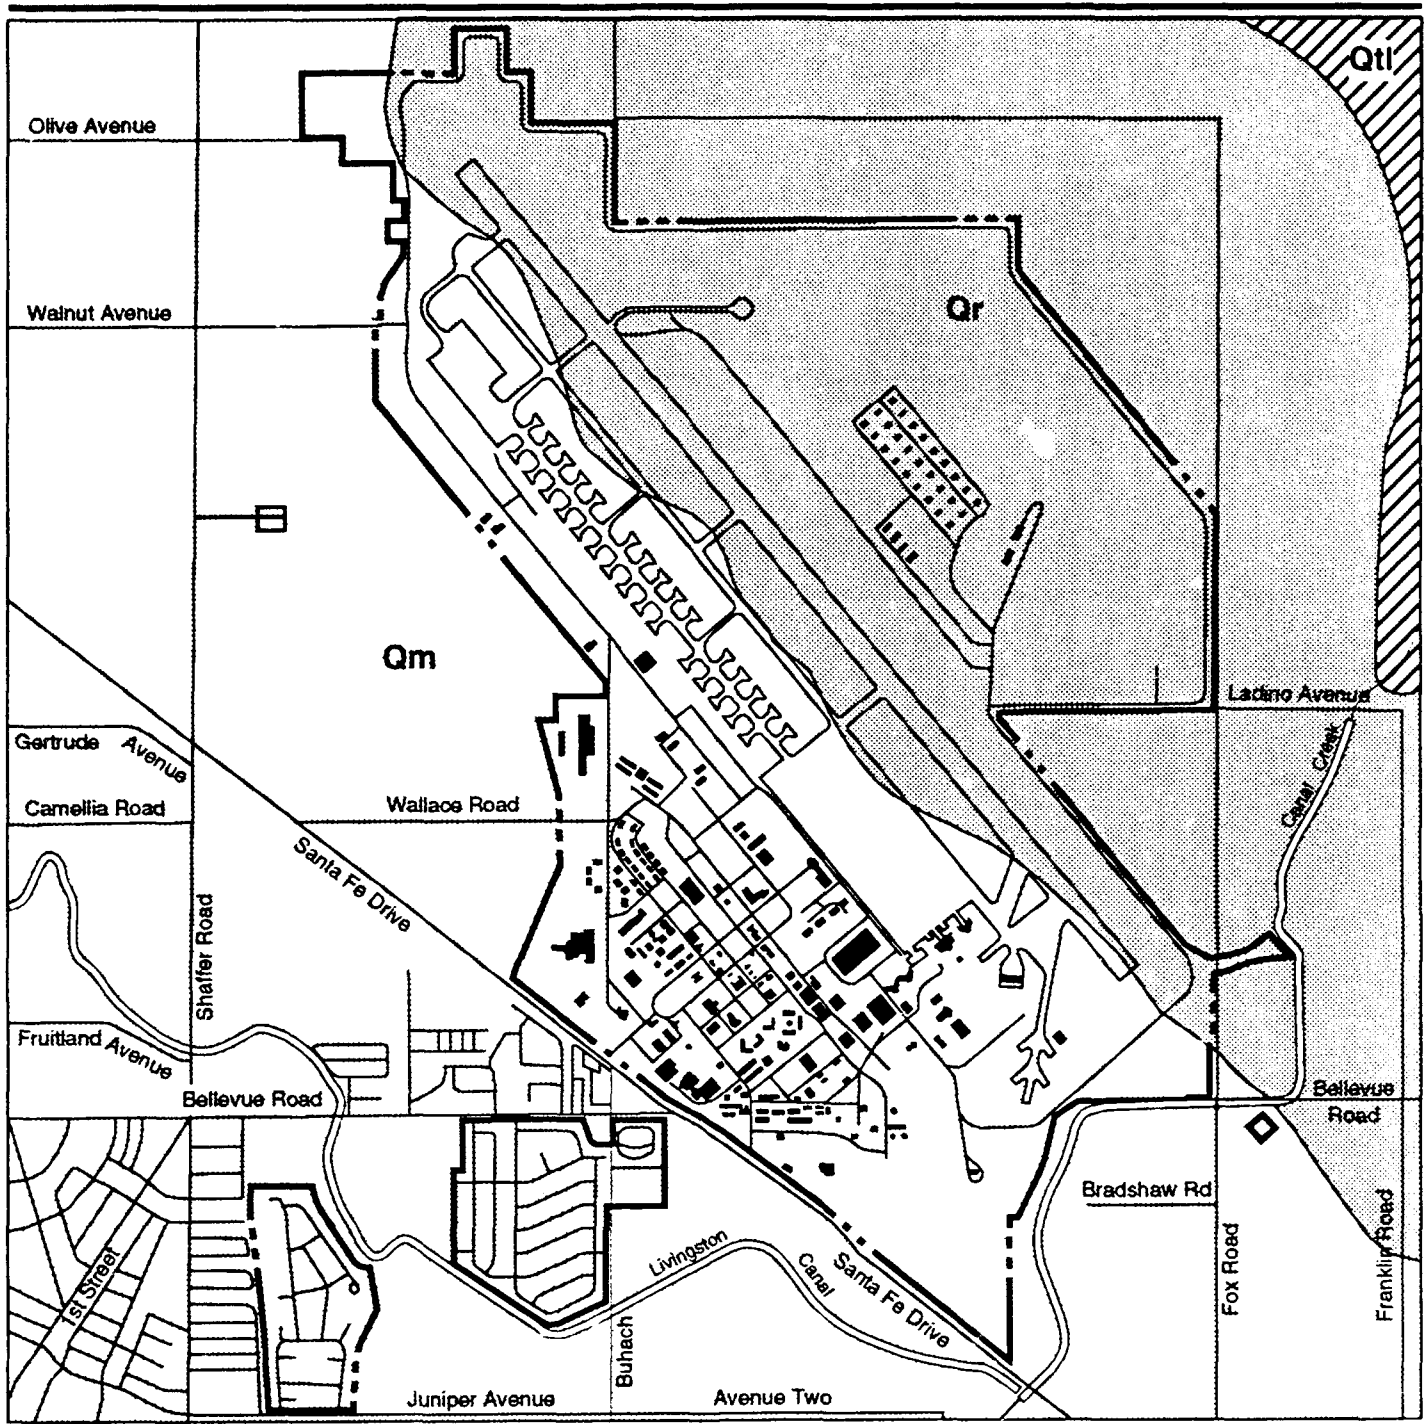 Qtl
Olive Avenue
Walnut Avenue
Qr
Qm
Ladino Avenue
Gertrude Avenue
Canal Creek
Camellia Road
Wallace Road
Santa Fe Drive
Shaffer Road
Fruitland Avenue
Bellevue Road
Bellevue
Road
Bradshaw Rd
1st Street
Livingston
Canal
Santa Fe Drive
Fox Road
Franklin Road
Buhach
Juniper Avenue
Avenue Two